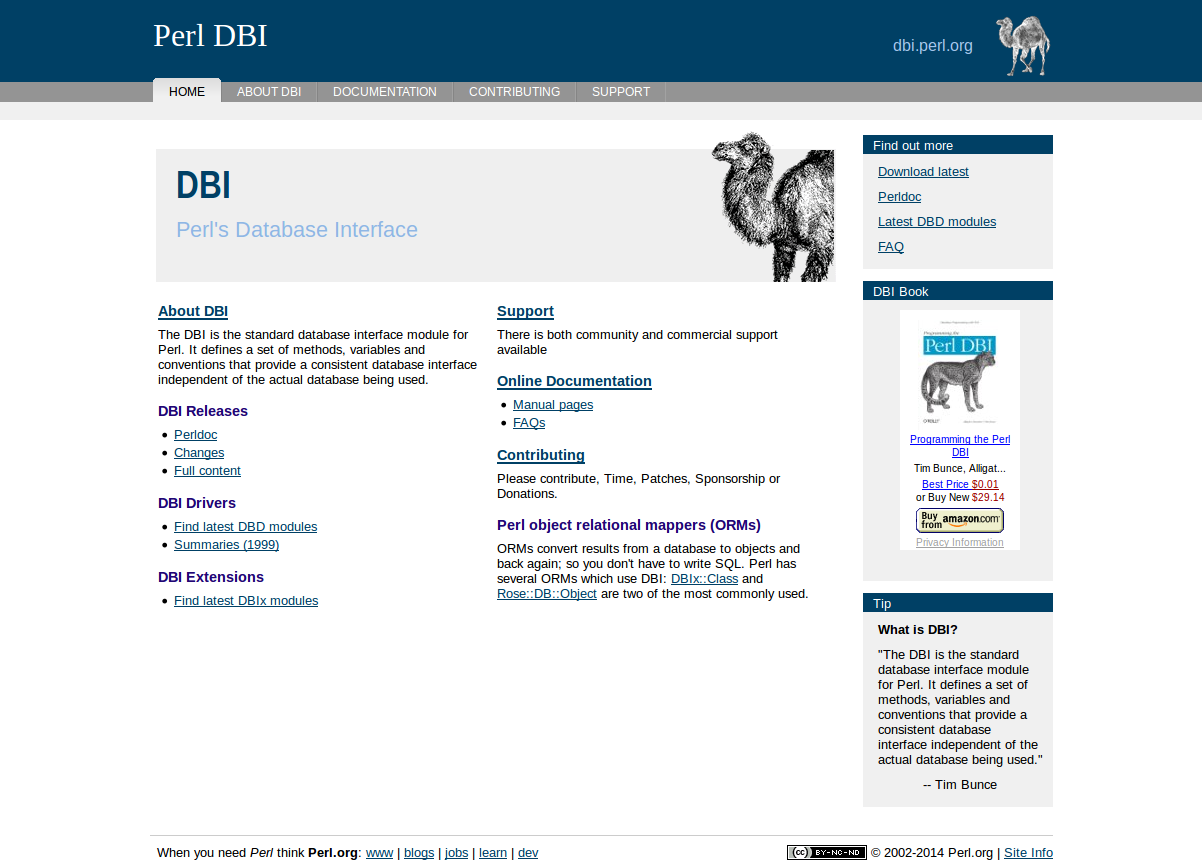 Perl DBI
dbi.perl.org
HOME
ABOUT DBI
DOCUMENTATION
CONTRIBUTING
SUPPORT
DBI
Perl's Database Interface
About DBI
The DBI is the standard database interface module for
Perl. It defines a set of methods, variables and
conventions that provide a consistent database interface
independent of the actual database being used.
DBI Releases
Perldoc
Changes
Full content
DBI Drivers
Find latest DBD modules
Summaries (1999)
DBI Extensions
Find latest DBIx modules
Support
There is both community and commercial support
available
Online Documentation
Manual pages
FAQs
Contributing
Please contribute, Time, Patches, Sponsorship or
Donations.
Perl object relational mappers (ORMs)
ORMs convert results from a database to objects and
back again; so you don't have to write SQL. Perl has
several ORMs which use DBI: DBIx::Class and
Rose::DB::Object are two of the most commonly used.
Find out more
Download latest
Perldoc
Latest DBD modules
FAQ
DBI Book
Programming the
Perl DBI
O'REILLY
Programming the Perl
DBI
Tim Bunce, Alligat...
Best Price $0.01
or Buy New $29.14
Buy
from amazon.com
Privacy Information
Tip
What is DBI?
"The DBI is the standard
database interface module
for Perl. It defines a set of
methods, variables and
conventions that provide a
consistent database
interface independent of the
actual database being used."
-- Tim Bunce
When you need Perl think Perl.org: www | blogs | jobs | learn | dev
(cc) BY-NC-ND © 2002-2014 Perl.org | Site Info